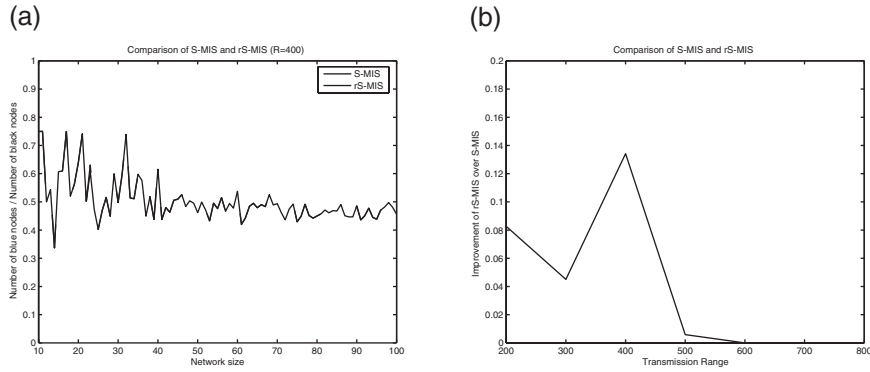 (a)
Comparison of S-MIS and rS-MIS (R=400)
S-MIS
rS-MIS
Number of blue nodes / Number of black nodes
1
0.9
0.8
0.7
0.6
0.5
0.4
0.3
0.2
0.1
0
10 20 30 40 50 60 70 80 90 100
Network size
(b)
Comparison of S-MIS and rS-MIS
Improvement of rS-MIS over S-MIS
0.2
0.18
0.16
0.14
0.12
0.1
0.08
0.06
0.04
0.02
0
200 300 400 500 600 700 800
Transmission Range